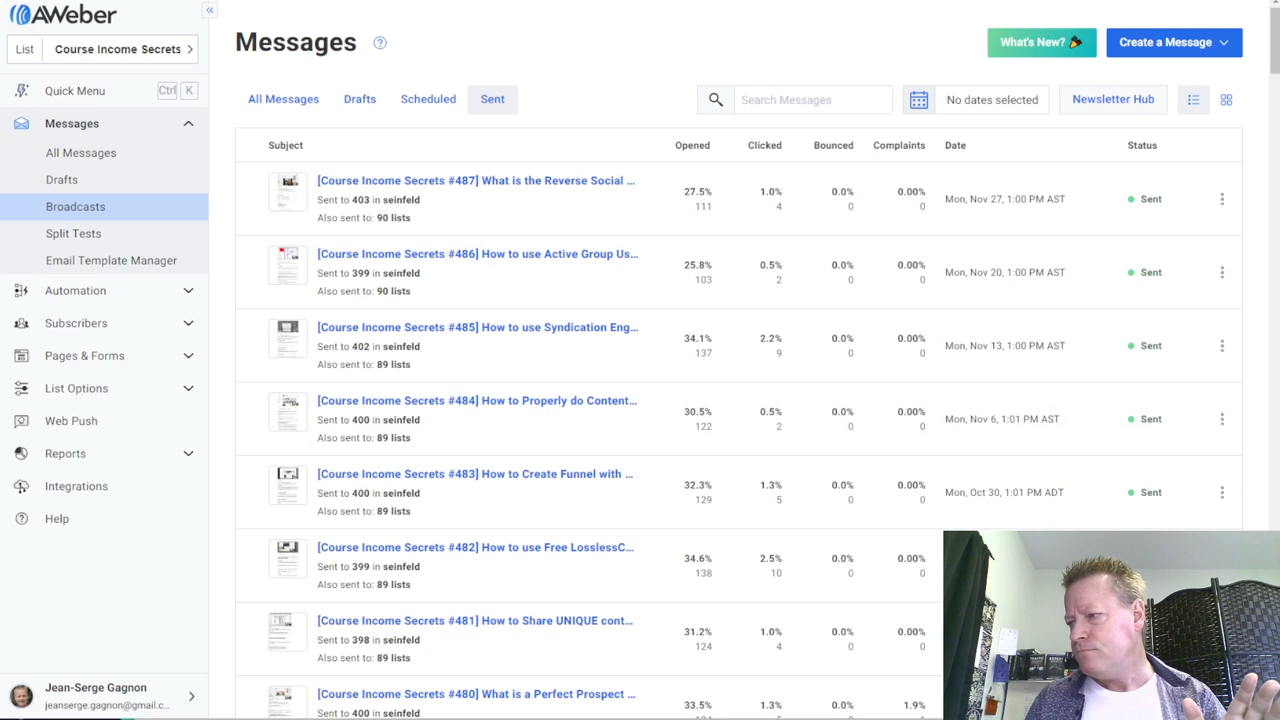 AWeber
List Course Income Secrets
Quick Menu Ctrl K
Messages
All Messages
Drafts
Broadcasts
Split Tests
Email Template Manager
Automation
Subscribers
Pages & Forms
List Options
Web Push
Reports
Integrations
Help
Jean-Serge Gagnon
jeanserge.gagnon@gmail.c...
Messages
What's New?
Create a Message
All Messages Drafts Scheduled Sent
Search Messages
No dates selected
Newsletter Hub
Subject Opened Clicked Bounced Complaints Date Status
[Course Income Secrets #487] What is the Reverse Social ...
Sent to 403 in seinfeld
Also sent to: 90 lists
27.5% 1.0% 0.0% 0.00%
111 4 0 0
Mon, Nov 27, 1:00 PM AST Sent
[Course Income Secrets #486] How to use Active Group Us...
Sent to 399 in seinfeld
Also sent to: 90 lists
25.8% 0.5% 0.0% 0.00%
103 2 0 0
Mon, Nov 20, 1:00 PM AST Sent
[Course Income Secrets #485] How to use Syndication Eng...
Sent to 402 in seinfeld
Also sent to: 89 lists
34.1% 2.2% 0.0% 0.00%
137 9 0 0
Mon, Nov 13, 1:00 PM AST Sent
[Course Income Secrets #484] How to Properly do Content...
Sent to 400 in seinfeld
Also sent to: 89 lists
30.5% 0.5% 0.0% 0.00%
122 2 0 0
Mon, Nov 6, 1:01 PM AST Sent
[Course Income Secrets #483] How to Create Funnel with ...
Sent to 400 in seinfeld
Also sent to: 89 lists
32.3% 1.3% 0.0% 0.00%
129 5 0 0
Mon, Oct 30, 1:01 PM ADT Sent
[Course Income Secrets #482] How to use Free LosslessC...
Sent to 399 in seinfeld
Also sent to: 89 lists
34.6% 2.5% 0.0% 0.00%
138 10 0 0
[Course Income Secrets #481] How to Share UNIQUE cont...
Sent to 398 in seinfeld
Also sent to: 89 lists
31.2% 1.0% 0.0% 0.00%
124 4 0 0
[Course Income Secrets #480] What is a Perfect Prospect ...
Sent to 400 in seinfeld
33.5% 1.3% 0.0% 1.9%